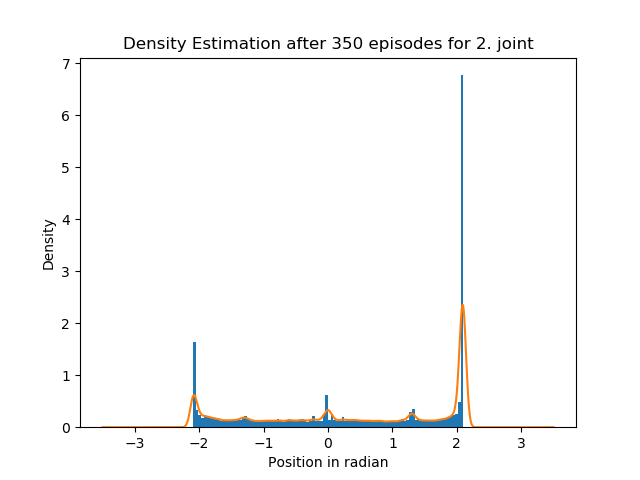 Density Estimation after 350 episodes for 2. joint
7
6
5
4
3
2
1
0
Density
−3 −2 −1 0 1 2 3
Position in radian